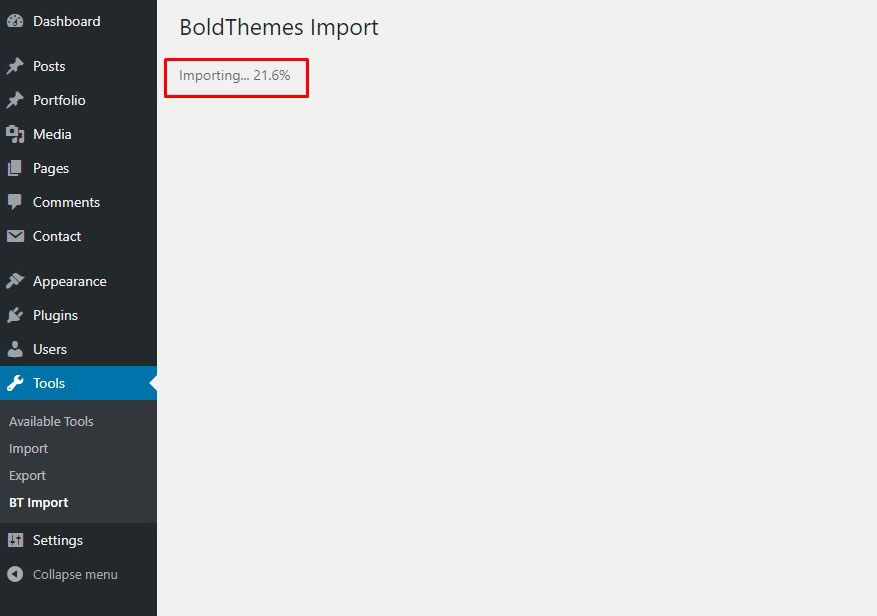 Dashboard
Posts
Portfolio
Media
Pages
Comments
Contact
Appearance
Plugins
Users
Tools
Available Tools
Import
Export
BT Import
Settings
Collapse menu
BoldThemes Import
Importing... 21.6%